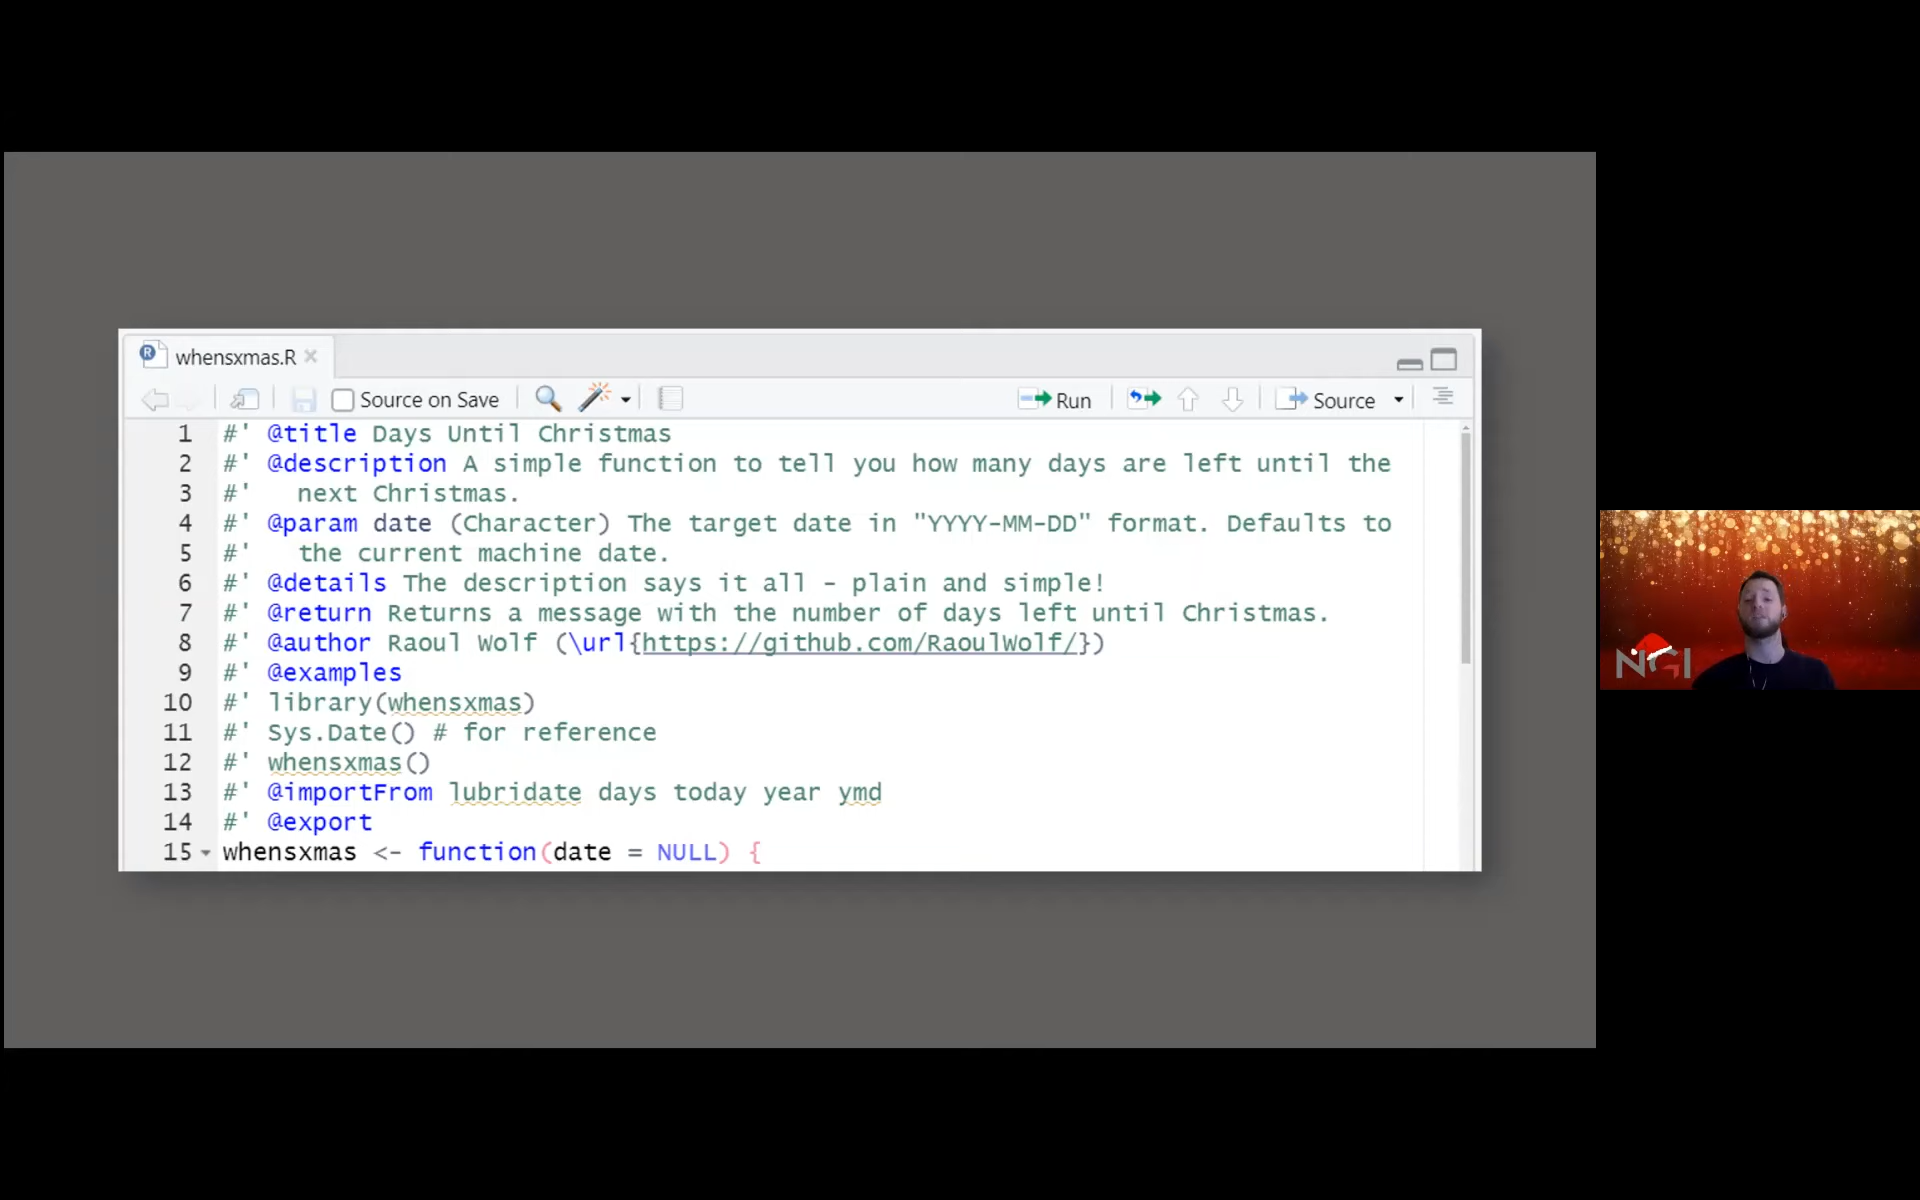 whensxmas.R
Source on Save
Run
Source
1 #' @title Days Until Christmas
2 #' @description A simple function to tell you how many days are left until the
3 #'   next Christmas.
4 #' @param date (Character) The target date in "YYYY-MM-DD" format. Defaults to
5 #'   the current machine date.
6 #' @details The description says it all - plain and simple!
7 #' @return Returns a message with the number of days left until Christmas.
8 #' @author Raoul Wolf (\url{https://github.com/RaoulWolf/})
9 #' @examples
10 #' library(whensxmas)
11 #' Sys.Date() # for reference
12 #' whensxmas()
13 #' @importFrom lubridate days today year ymd
14 #' @export
15 whensxmas <- function(date = NULL) {
NGI